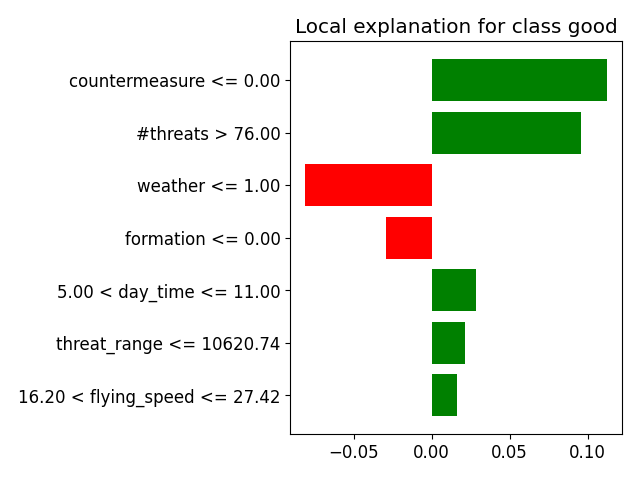 Local explanation for class good
countermeasure <= 0.00
#threats > 76.00
weather <= 1.00
formation <= 0.00
5.00 < day_time <= 11.00
threat_range <= 10620.74
16.20 < flying_speed <= 27.42
−0.05 0.00 0.05 0.10